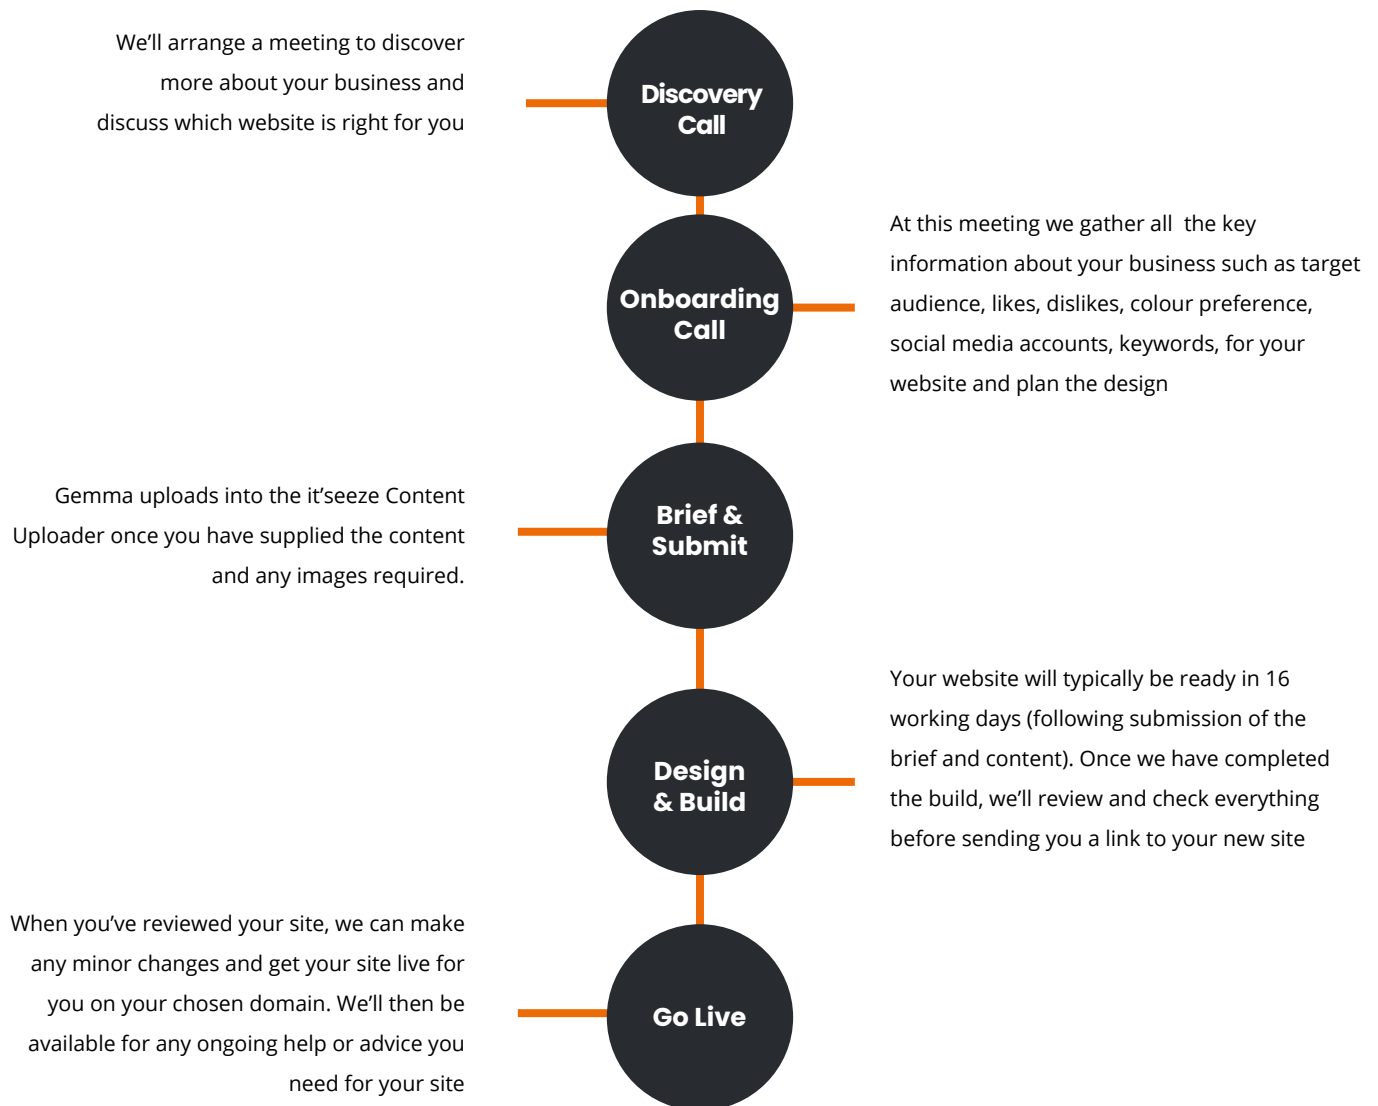 We’ll arrange a meeting to discover
more about your business and
discuss which website is right for you
Discovery
Call
At this meeting we gather all  the key
information about your business such as target
audience, likes, dislikes, colour preference,
social media accounts, keywords, for your
website and plan the design
Onboarding
Call
Gemma uploads into the it’seeze Content
Uploader once you have supplied the content
and any images required.
Brief &
Submit
Your website will typically be ready in 16
working days (following submission of the
brief and content). Once we have completed
the build, we’ll review and check everything
before sending you a link to your new site
Design
& Build
When you’ve reviewed your site, we can make
any minor changes and get your site live for
you on your chosen domain. We’ll then be
available for any ongoing help or advice you
need for your site
Go Live